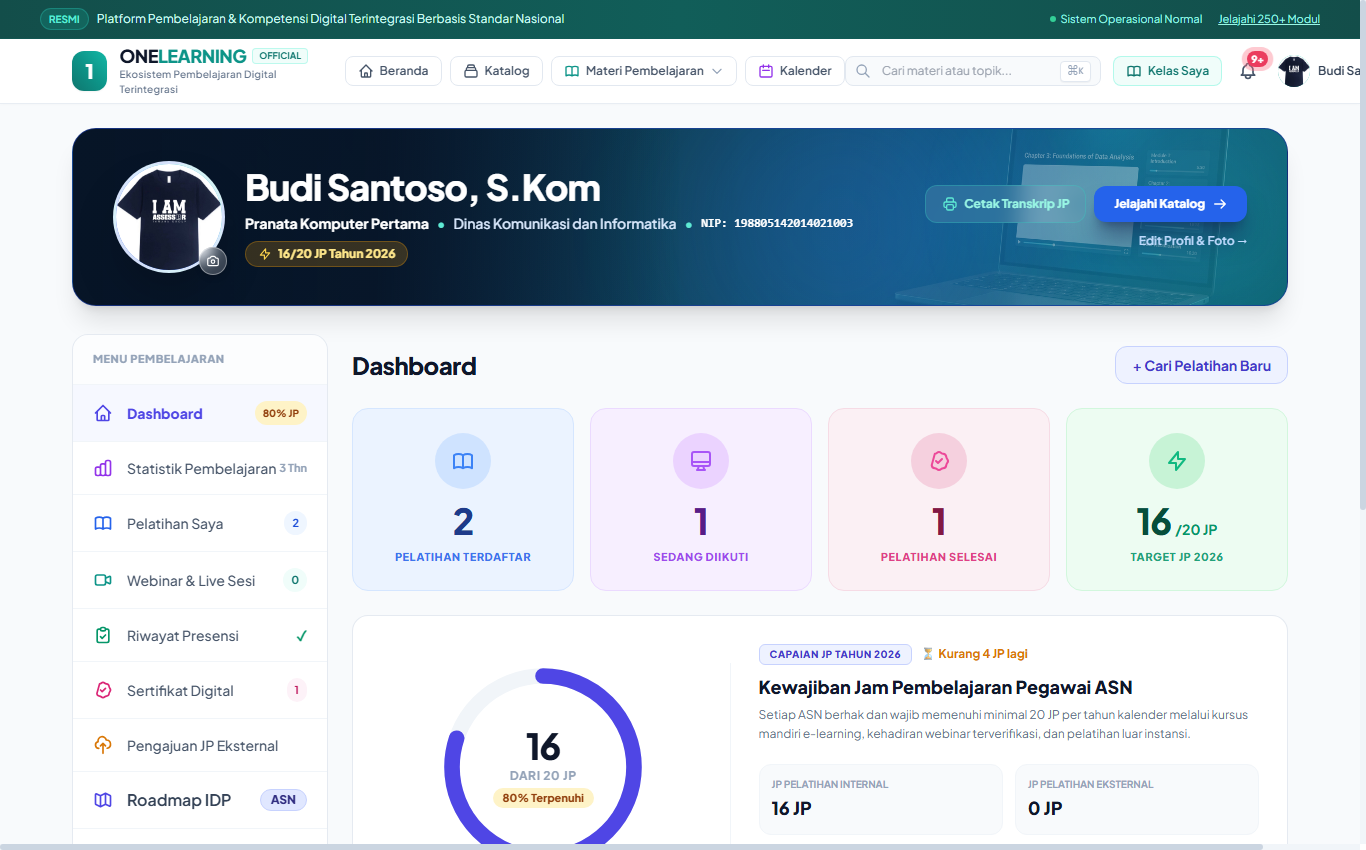 RESMI Platform Pembelajaran & Kompetensi Digital Terintegrasi Berbasis Standar Nasional
Sistem Operasional Normal Jelajahi 250+ Modul
1
ONELEARNING OFFICIAL
Ekosistem Pembelajaran Digital
Terintegrasi
Beranda
Katalog
Materi Pembelajaran
Kalender
Cari materi atau topik... ⌘K
Kelas Saya
9+
I AM
Budi Sa
I AM
ASSESSOR
Budi Santoso, S.Kom
Pranata Komputer Pertama • Dinas Komunikasi dan Informatika • NIP: 198805142014021003
16/20 JP Tahun 2026
Chapter 3: Foundations of Data Analysis
Introduction
Cetak Transkrip JP
Jelajahi Katalog →
Edit Profil & Foto →
MENU PEMBELAJARAN
Dashboard 80% JP
Statistik Pembelajaran 3 Thn
Pelatihan Saya 2
Webinar & Live Sesi 0
Riwayat Presensi ✓
Sertifikat Digital 1
Pengajuan JP Eksternal
Roadmap IDP ASN
Dashboard
+ Cari Pelatihan Baru
2
PELATIHAN TERDAFTAR
1
SEDANG DIIKUTI
1
PELATIHAN SELESAI
16 /20 JP
TARGET JP 2026
16
DARI 20 JP
80% Terpenuhi
CAPAIAN JP TAHUN 2026 ⏳ Kurang 4 JP lagi
Kewajiban Jam Pembelajaran Pegawai ASN
Setiap ASN berhak dan wajib memenuhi minimal 20 JP per tahun kalender melalui kursus
mandiri e-learning, kehadiran webinar terverifikasi, dan pelatihan luar instansi.
JP PELATIHAN INTERNAL
16 JP
JP PELATIHAN EKSTERNAL
0 JP